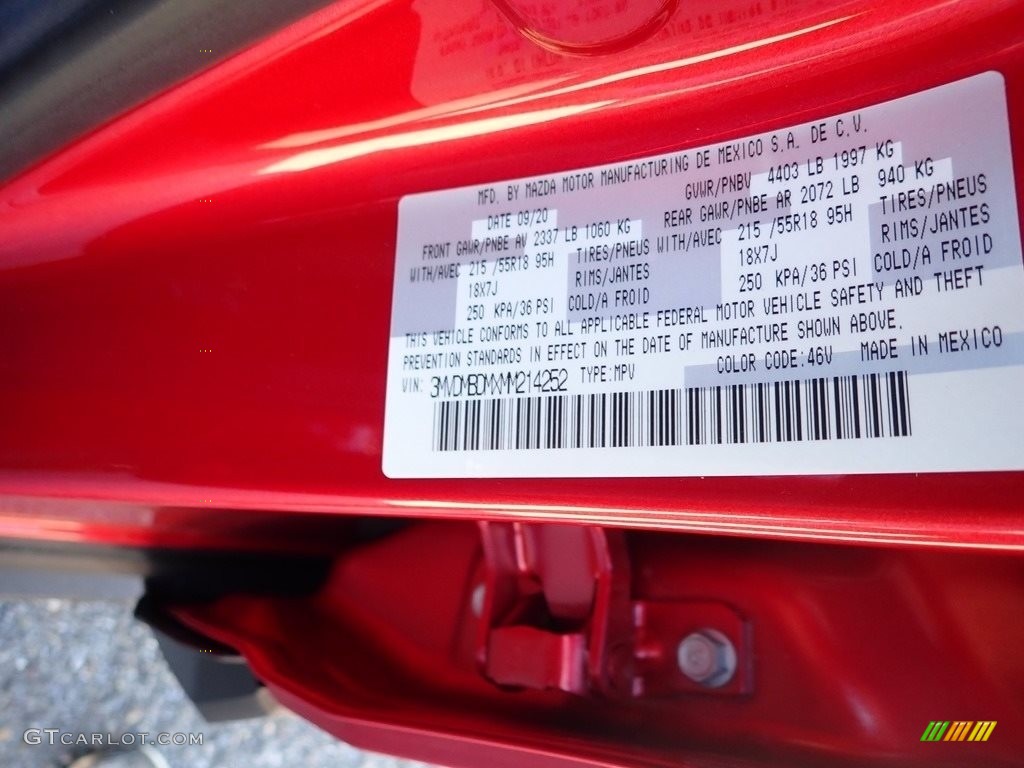 MFD. BY MAZDA MOTOR MANUFACTURING DE MEXICO S.A. DE C.V.
DATE 09/20 GVWR/PNBV 4403 LB 1997 KG
FRONT GAWR/PNBE AV 2337 LB 1060 KG REAR GAWR/PNBE AR 2072 LB 940 KG
WITH/AVEC 215 /55R18 95H TIRES/PNEUS WITH/AVEC 215 /55R18 95H TIRES/PNEUS
18X7J RIMS/JANTES 18X7J RIMS/JANTES
250 KPA/36 PSI COLD/A FROID 250 KPA/36 PSI COLD/A FROID
THIS VEHICLE CONFORMS TO ALL APPLICABLE FEDERAL MOTOR VEHICLE SAFETY AND THEFT
PREVENTION STANDARDS IN EFFECT ON THE DATE OF MANUFACTURE SHOWN ABOVE.
VIN: 3MVDMBDMXMM214252 TYPE:MPV COLOR CODE:46V MADE IN MEXICO
GTCARLOT.COM